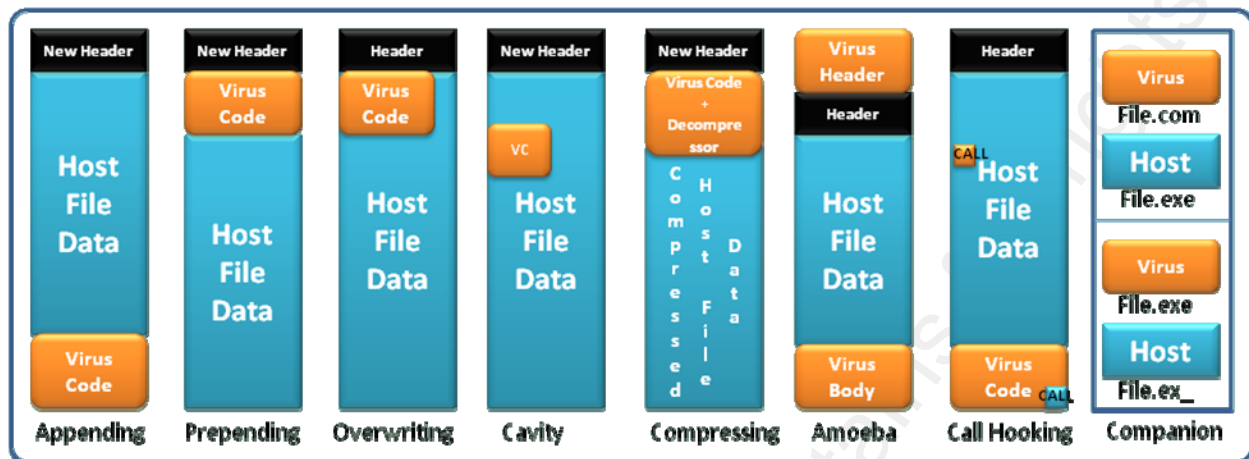 New Header
Host
File
Data
Virus
Code
Appending
New Header
Virus
Code
Host
File
Data
Prepending
Header
Virus
Code
Host
File
Data
Overwriting
New Header
VC
Host
File
Data
Cavity
New Header
Virus Code
+
Decompre
ssor
Compressed
Host File
Data
Compressing
Virus
Header
Header
Host
File
Data
Virus
Body
Amoeba
Header
CALL
Host
File
Data
Virus
Code
CALL
Call Hooking
Virus
File.com
Host
File.exe
Virus
File.exe
Host
File.ex_
Companion